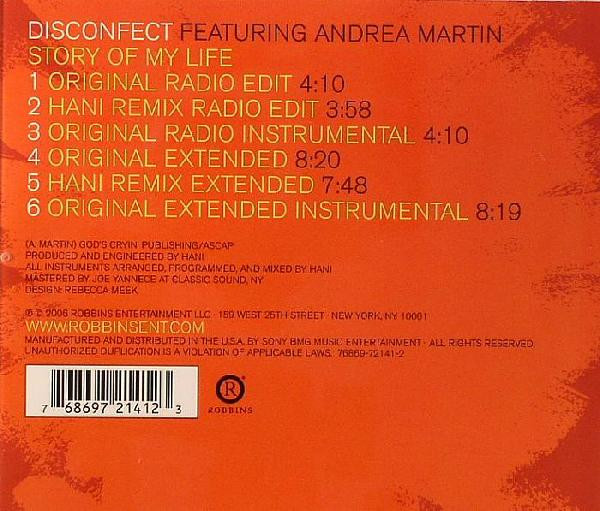 DISCONFECT FEATURING ANDREA MARTIN
STORY OF MY LIFE
1 ORIGINAL RADIO EDIT 4:10
2 HANI REMIX RADIO EDIT 3:58
3 ORIGINAL RADIO INSTRUMENTAL 4:10
4 ORIGINAL EXTENDED 8:20
5 HANI REMIX EXTENDED 7:48
6 ORIGINAL EXTENDED INSTRUMENTAL 8:19
(A. MARTIN) GOD'S CRYIN' PUBLISHING/ASCAP
PRODUCED AND ENGINEERED BY HANI
ALL INSTRUMENTS ARRANGED, PROGRAMMED, AND MIXED BY HANI
MASTERED BY JOE YANNECE AT CLASSIC SOUND, NY
DESIGN: REBECCA MEEK
℗ © 2006 ROBBINS ENTERTAINMENT LLC · 159 WEST 25TH STREET · NEW YORK, NY 10001
WWW.ROBBINSENT.COM
MANUFACTURED AND DISTRIBUTED IN THE U.S.A. BY SONY BMG MUSIC ENTERTAINMENT · ALL RIGHTS RESERVED
UNAUTHORIZED DUPLICATION IS A VIOLATION OF APPLICABLE LAWS. 76869-72141-2
7 68697 21412 3
R®
ROBBINS